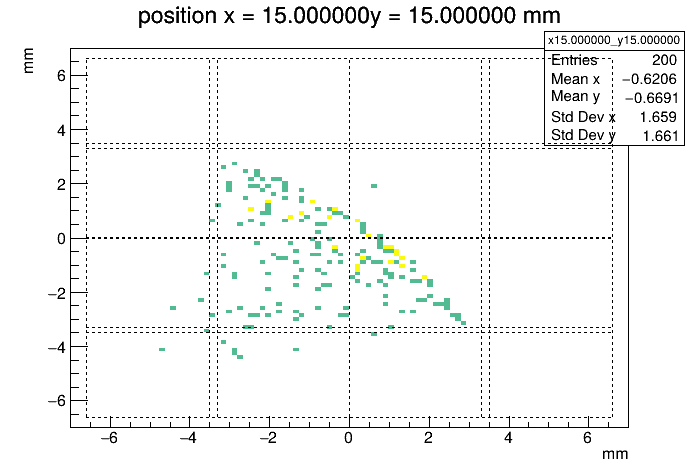 position x = 15.000000y = 15.000000 mm
x15.000000_y15.000000
Entries 200
Mean x −0.6206
Mean y −0.6691
Std Dev x 1.659
Std Dev y 1.661
mm
6
4
2
0
−2
−4
−6
−6 −4 −2 0 2 4 6
mm